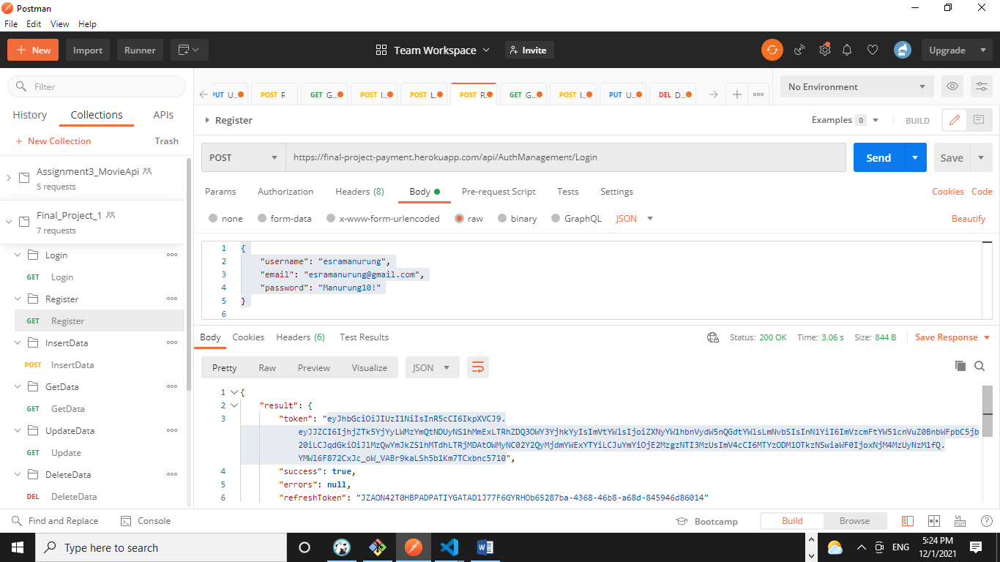 Postman
File Edit View Help
New Import Runner Team Workspace Invite Upgrade
Filter
History Collections APIs
+ New Collection Trash
Assignment3_MovieApi
5 requests
Final_Project_1
7 requests
Login
GET Login
Register
GET Register
InsertData
POST InsertData
GetData
GET GetData
UpdateData
GET Update
DeleteData
DEL DeleteData
PUT U.. POST R GET G.. POST I.. POST L.. POST R.. GET G.. POST I.. PUT U.. DEL D..
No Environment
Register Examples 0 BUILD
POST https://final-project-payment.herokuapp.com/api/AuthManagement/Login Send Save
Params Authorization Headers (8) Body Pre-request Script Tests Settings Cookies Code
none form-data x-www-form-urlencoded raw binary GraphQL JSON Beautify
1 {
2 "username": "esramanurung",
3 "email": "esramanurung@gmail.com",
4 "password": "Manurung10!"
5 }
6
Body Cookies Headers (6) Test Results Status: 200 OK Time: 3.06 s Size: 844 B Save Response
Pretty Raw Preview Visualize JSON
1 {
2 "result": {
3 "token": "eyJhbGciOiJIUzI1NiIsInR5cCI6IkpXVCJ9.
4 "success": true,
5 "errors": null,
6 "refreshToken": "JZAON42T0HBPADPATIYGATAD1J77F6GYRHOb65287ba-4368-46b8-a68d-845946d86014"
Find and Replace Console Bootcamp Build Browse
Type here to search ENG 5:24 PM
12/1/2021